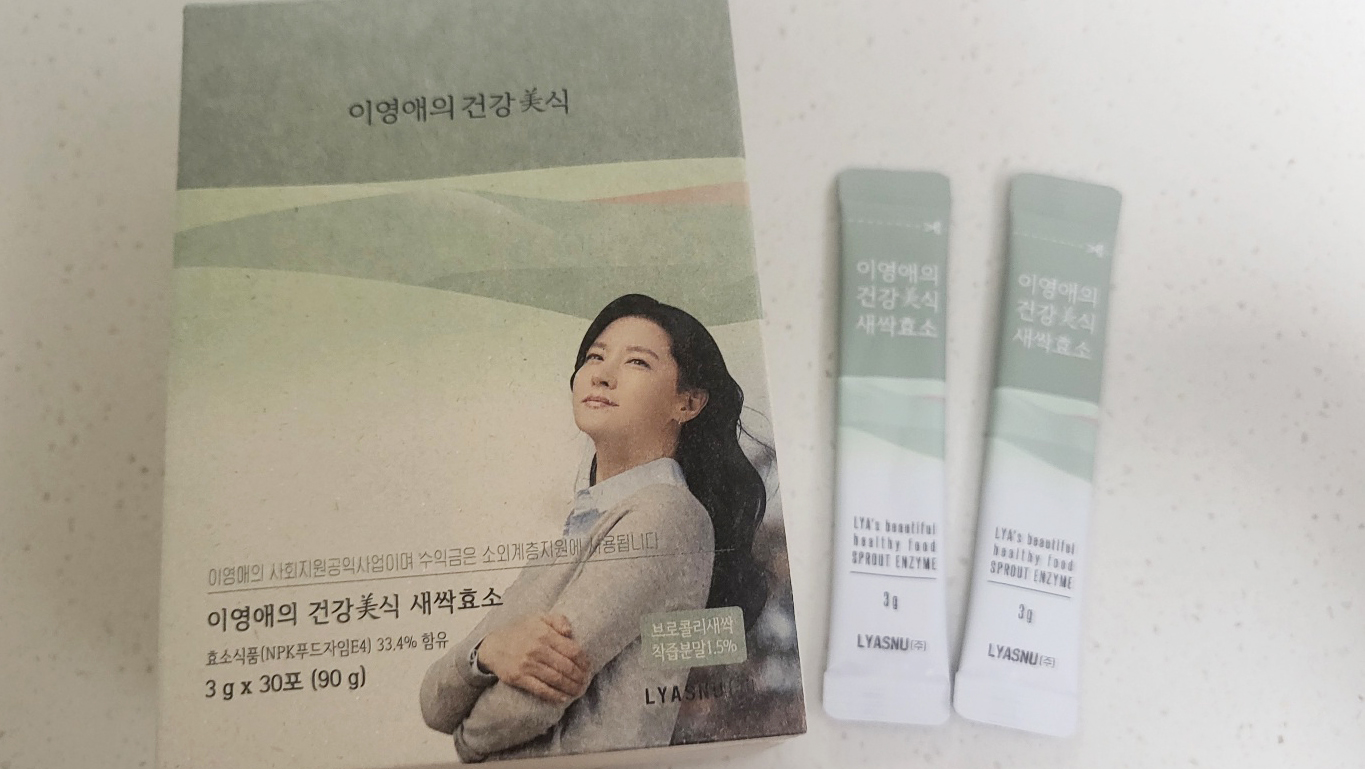 이영애의 건강美식
이영애의 사회지원공익사업이며 수익금은 소외계층지원에 사용됩니다
이영애의 건강美식 새싹효소
효소식품(NPK푸드자임E4) 33.4% 함유
3 g x 30포 (90 g)
브로콜리새싹
착즙분말1.5%
LYASNU
이영애의
건강美식
새싹효소
LYA's beautiful
healthy food
SPROUT ENZYME
3g
LYASNU(주)
이영애의
건강美식
새싹효소
LYA's beautiful
healthy food
SPROUT ENZYME
3g
LYASNU(주)